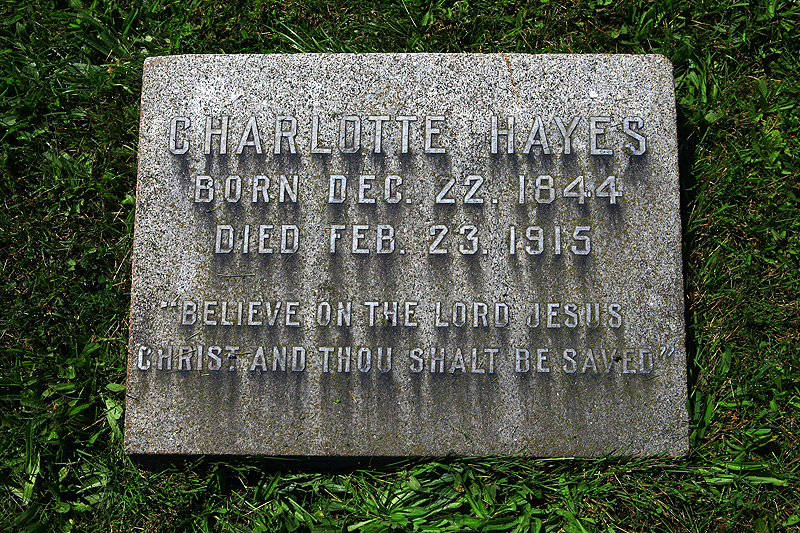 CHARLOTTE HAYES
BORN DEC. 22. 1844
DIED FEB. 23. 1915
"BELIEVE ON THE LORD JESUS
CHRIST AND THOU SHALT BE SAVED"